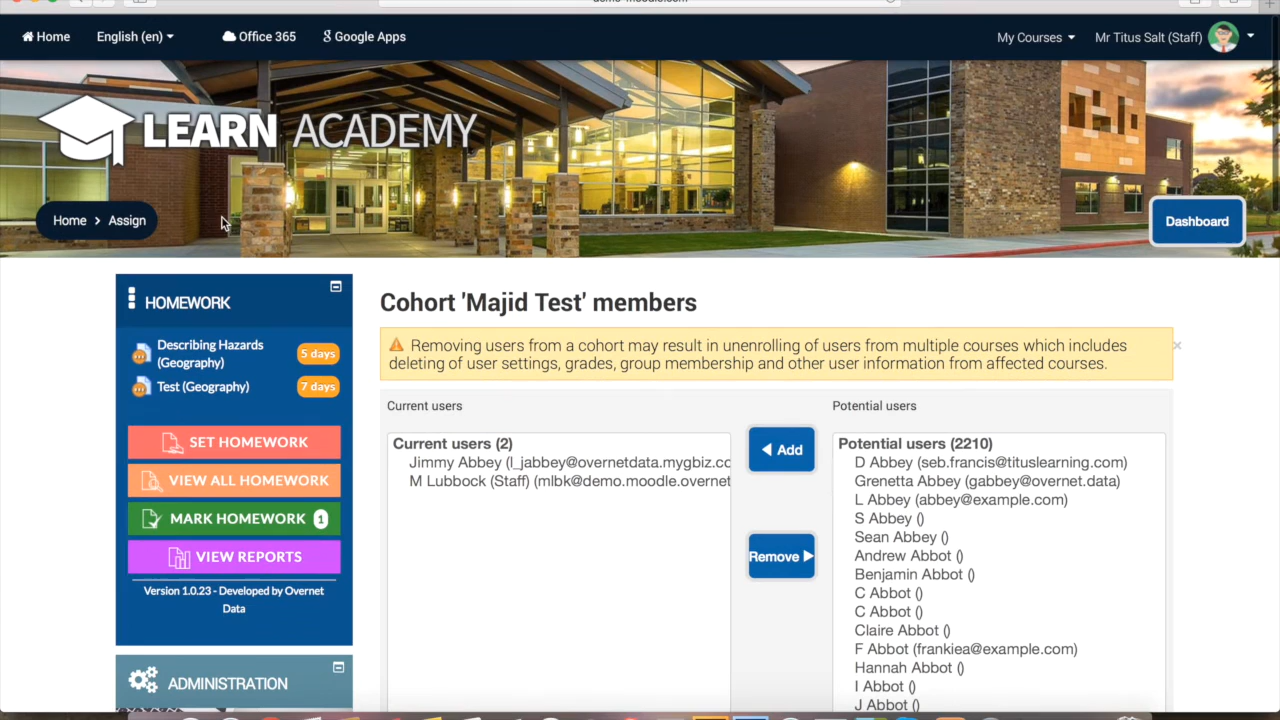 Home
English (en)
Office 365
Google Apps
My Courses
Mr Titus Salt (Staff)
LEARN ACADEMY
Home > Assign
Dashboard
HOMEWORK
Describing Hazards
(Geography)
5 days
Test (Geography)
7 days
SET HOMEWORK
VIEW ALL HOMEWORK
MARK HOMEWORK 1
VIEW REPORTS
Version 1.0.23 - Developed by Overnet
Data
ADMINISTRATION
Cohort 'Majid Test' members
Removing users from a cohort may result in unenrolling of users from multiple courses which includes
deleting of user settings, grades, group membership and other user information from affected courses.
×
Current users
Current users (2)
Jimmy Abbey (l_jabbey@overnetdata.mygbiz.co
M Lubbock (Staff) (mlbk@demo.moodle.overnet
Add
Remove
Potential users
Potential users (2210)
D Abbey (seb.francis@tituslearning.com)
Grenetta Abbey (gabbey@overnet.data)
L Abbey (abbey@example.com)
S Abbey ()
Sean Abbey ()
Andrew Abbot ()
Benjamin Abbot ()
C Abbot ()
C Abbot ()
Claire Abbot ()
F Abbot (frankiea@example.com)
Hannah Abbot ()
I Abbot ()
J Abbot ()